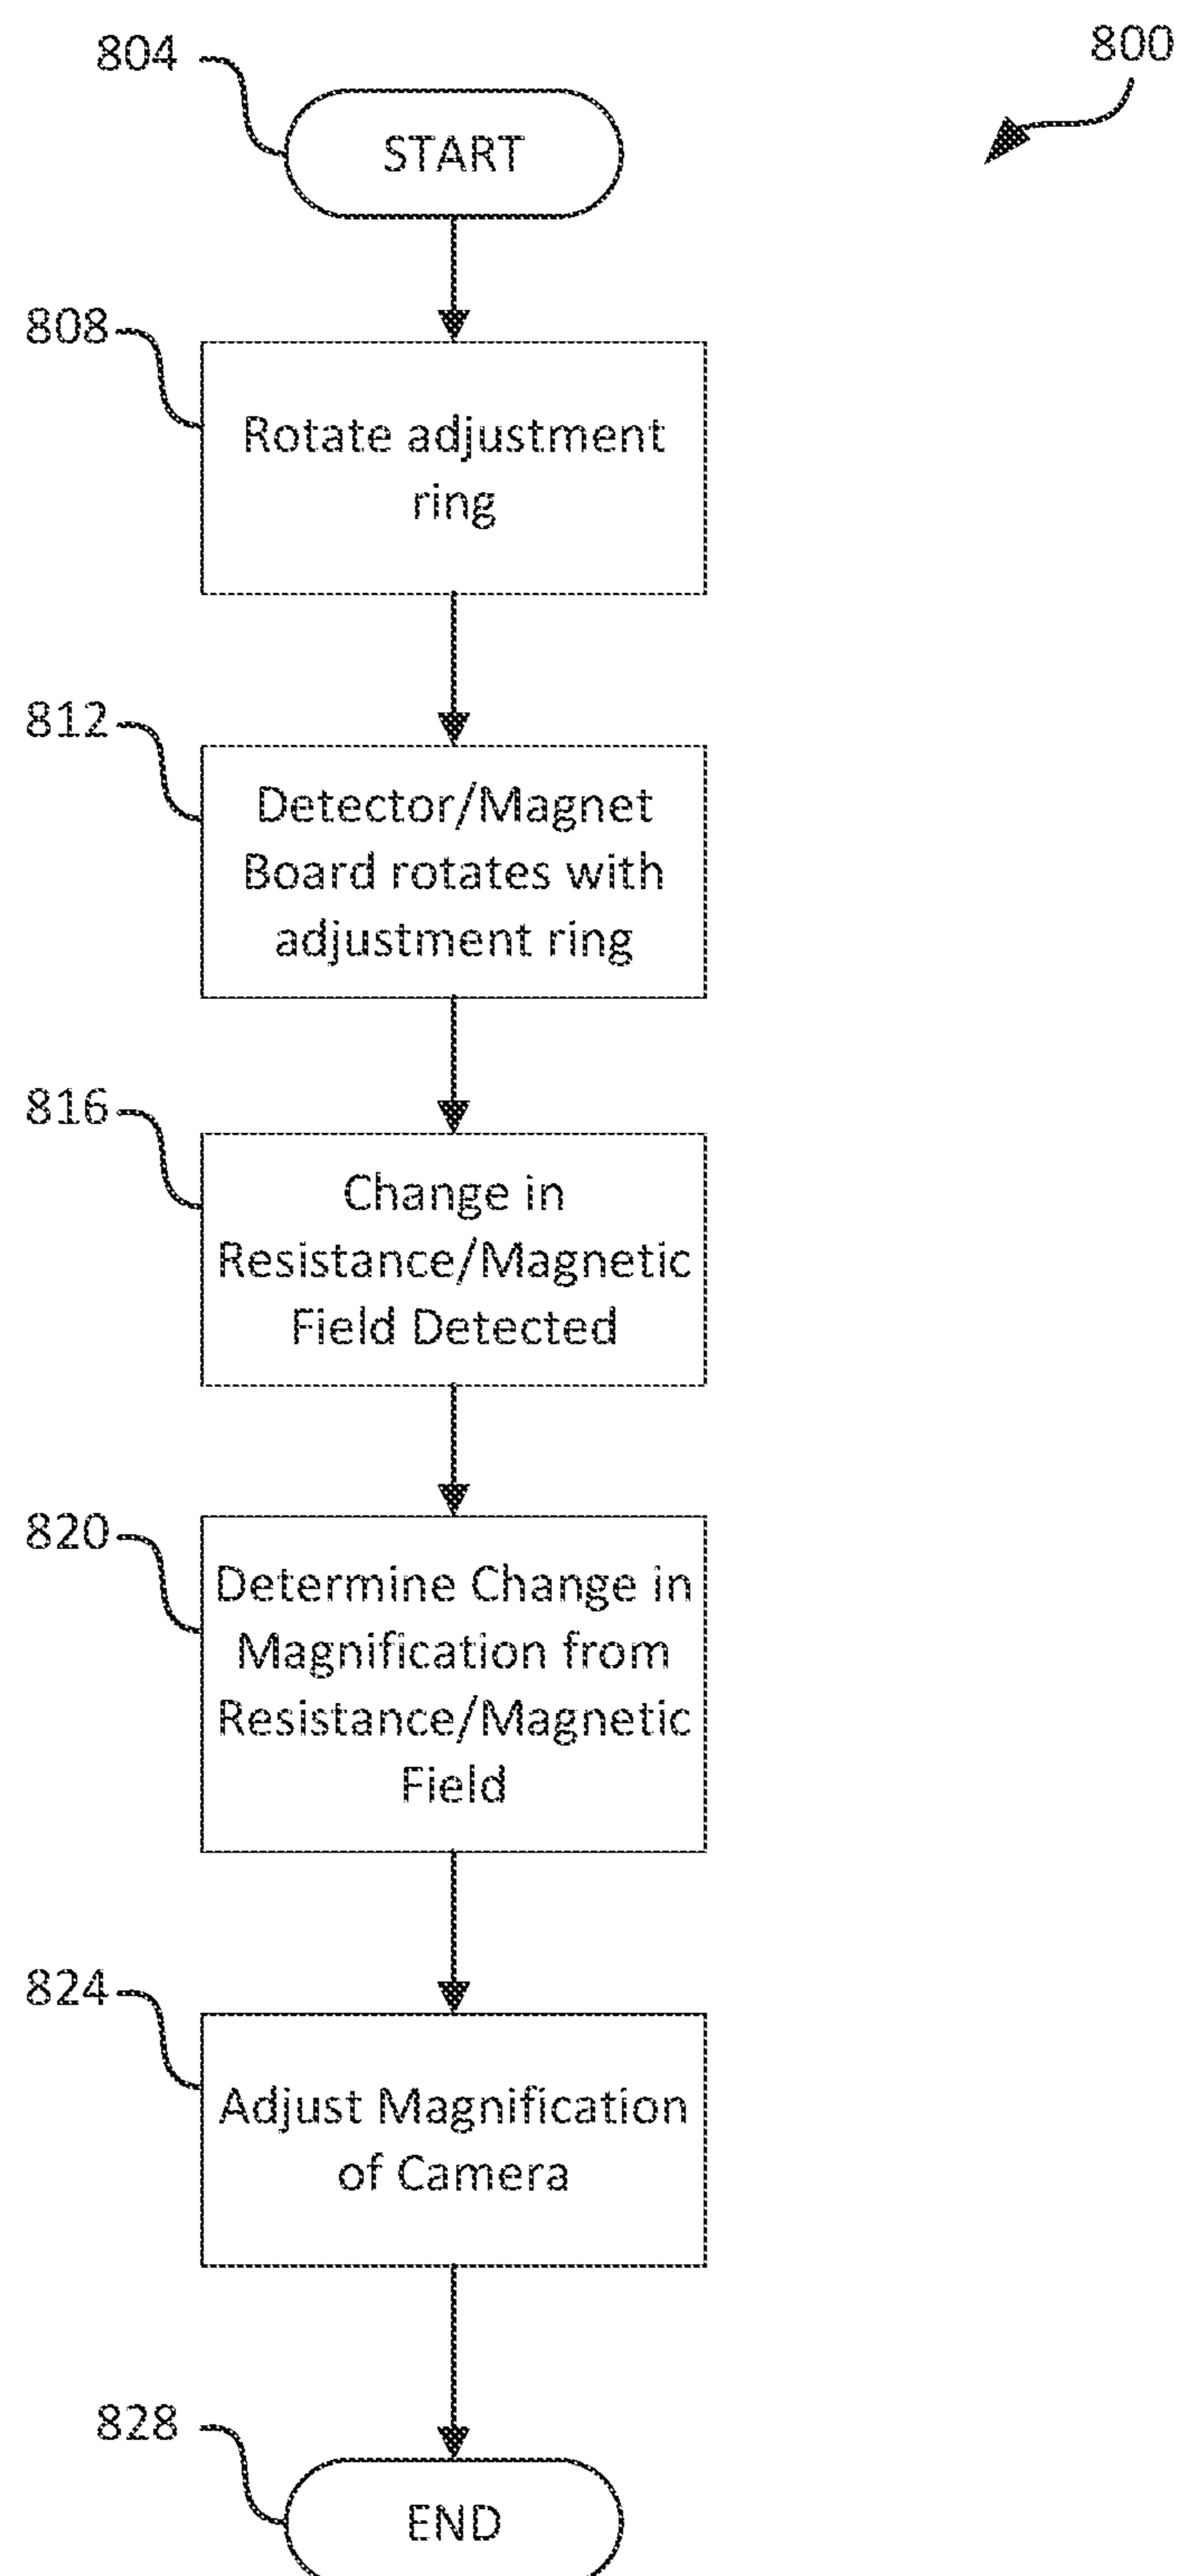 804
800
START
808
Rotate adjustment
ring
812
Detector/Magnet
Board rotates with
adjustment ring
816
Change in
Resistance/Magnetic
Field Detected
820
Determine Change in
Magnification from
Resistance/Magnetic
Field
824
Adjust Magnification
of Camera
828
END